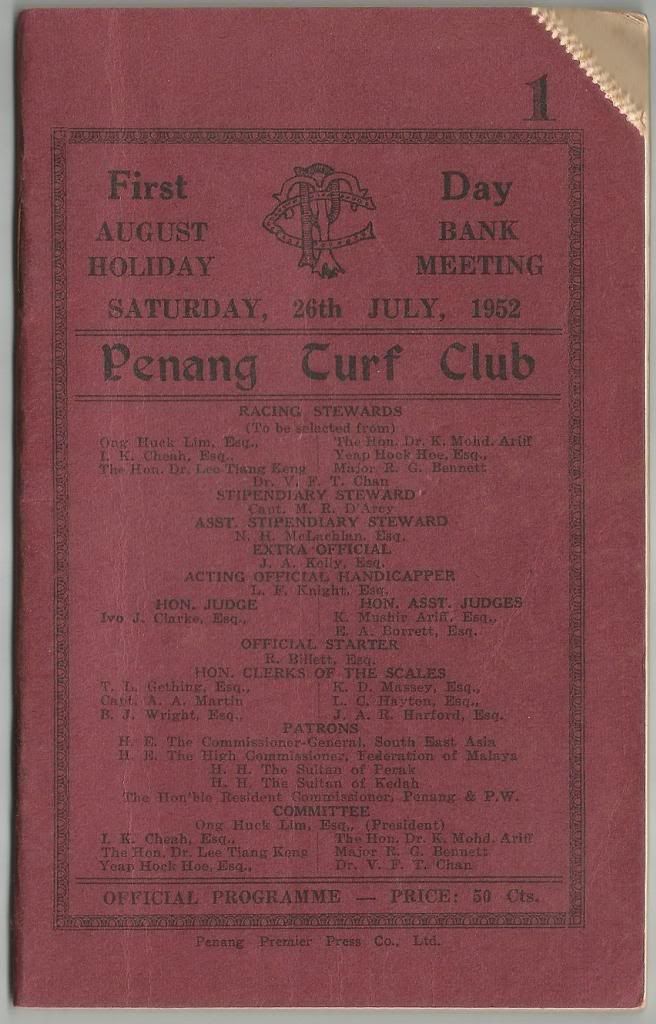 1
First Day
AUGUST BANK
HOLIDAY MEETING
SATURDAY, 26th JULY, 1952
Penang Turf Club
RACING STEWARDS
(To be selected from)
Ong Huck Lim, Esq., The Hon. Dr. K. Mohd. Ariff
I. K. Cheah, Esq., Yeap Hock Hoe, Esq.,
The Hon. Dr. Lee Tiang Keng Major R. G. Bennett
Dr. V. F. T. Chan
STIPENDIARY STEWARD
Capt. M. R. D'Arcy
ASST. STIPENDIARY STEWARD
N. H. McLachlan, Esq.
EXTRA OFFICIAL
J. A. Kelly, Esq.
ACTING OFFICIAL HANDICAPPER
L. F. Knight, Esq.
HON. JUDGE HON. ASST. JUDGES
Ivo J. Clarke, Esq., K. Mushir Ariff, Esq.,
E. A. Borrett, Esq.
OFFICIAL STARTER
R. Billett, Esq.
HON. CLERKS OF THE SCALES
T. L. Gething, Esq., K. D. Massey, Esq.,
Capt. A. A. Martin L. C. Hayton, Esq.,
B. J. Wright, Esq., J. A. R. Harford, Esq.
PATRONS
H. E. The Commissioner-General, South East Asia
H. E. The High Commissioner, Federation of Malaya
H. H. The Sultan of Perak
H. H. The Sultan of Kedah
The Hon'ble Resident Commissioner, Penang & P.W.
COMMITTEE
Ong Huck Lim, Esq., (President)
I. K. Cheah, Esq., The Hon. Dr. K. Mohd. Ariff
The Hon. Dr. Lee Tiang Keng Major R. G. Bennett
Yeap Hock Hoe, Esq., Dr. V. F. T. Chan
OFFICIAL PROGRAMME — PRICE: 50 Cts.
Penang Premier Press Co., Ltd.